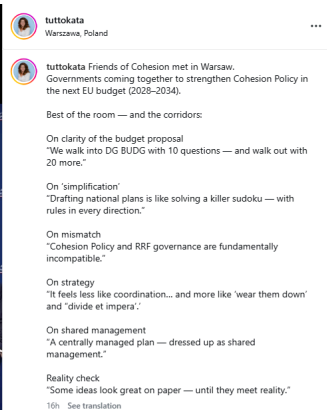 tuttokata
Warszawa, Poland
tuttokata Friends of Cohesion met in Warsaw.
Governments coming together to strengthen Cohesion Policy in
the next EU budget (2028–2034).
Best of the room — and the corridors:
On clarity of the budget proposal
“We walk into DG BUDG with 10 questions — and walk out with
20 more.”
On ‘simplification’
“Drafting national plans is like solving a killer sudoku — with
rules in every direction.”
On mismatch
“Cohesion Policy and RRF governance are fundamentally
incompatible.”
On strategy
“It feels less like coordination... and more like ‘wear them down’
and “divide et impera’.’
On shared management
“A centrally managed plan — dressed up as shared
management.”
Reality check
“Some ideas look great on paper — until they meet reality.”
16h See translation